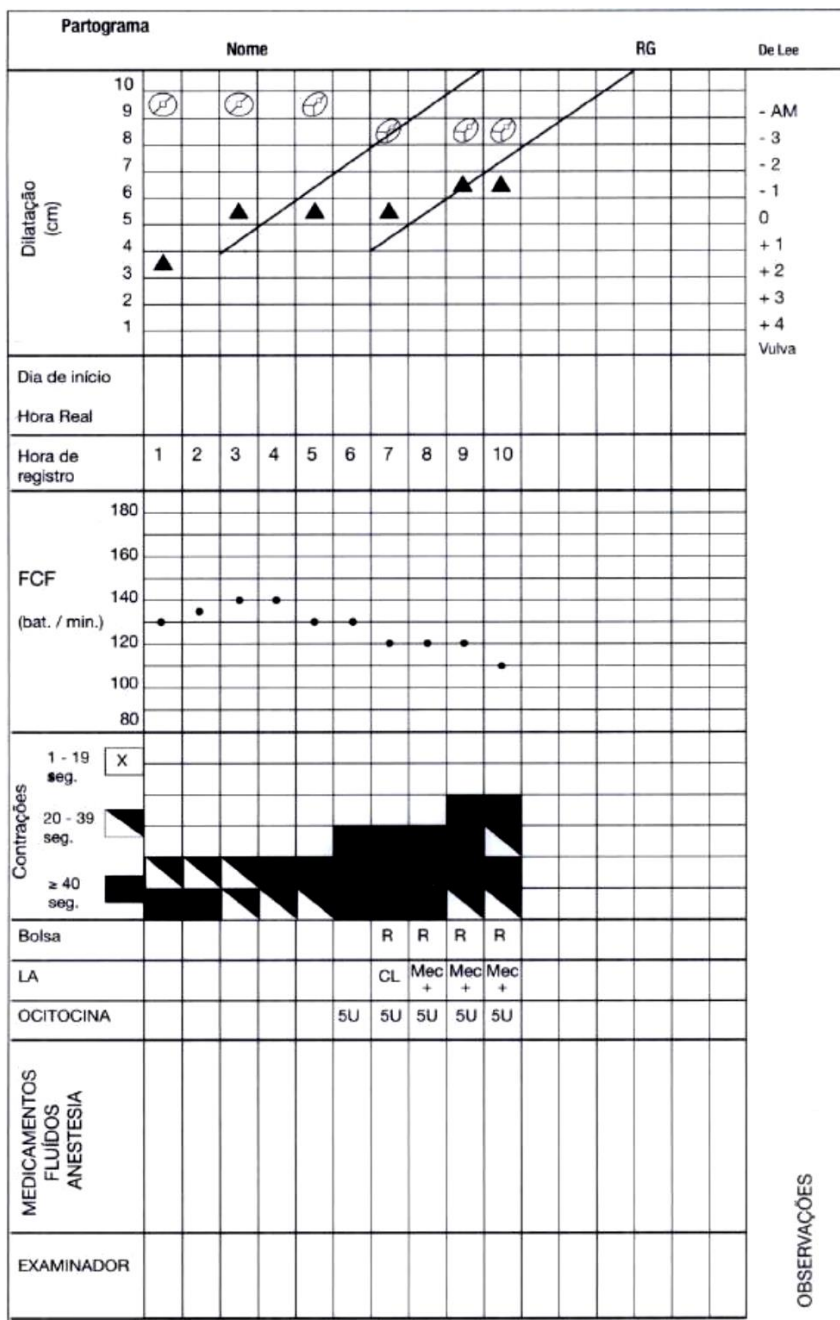 Partograma
Nome RG De Lee
Dilatação
(cm)
10
9
8
7
6
5
4
3
2
1
- AM
- 3
- 2
- 1
0
+ 1
+ 2
+ 3
+ 4
Vulva
Dia de início
Hora Real
Hora de
registro
1 2 3 4 5 6 7 8 9 10
FCF
(bat. / min.)
180
160
140
120
100
80
Contrações
1 - 19
seg.
X
20 - 39
seg.
≥ 40
seg.
Bolsa R R R R
LA CL Mec + Mec + Mec +
OCITOCINA 5U 5U 5U 5U 5U
MEDICAMENTOS
FLUÍDOS
ANESTESIA
EXAMINADOR
OBSERVAÇÕES